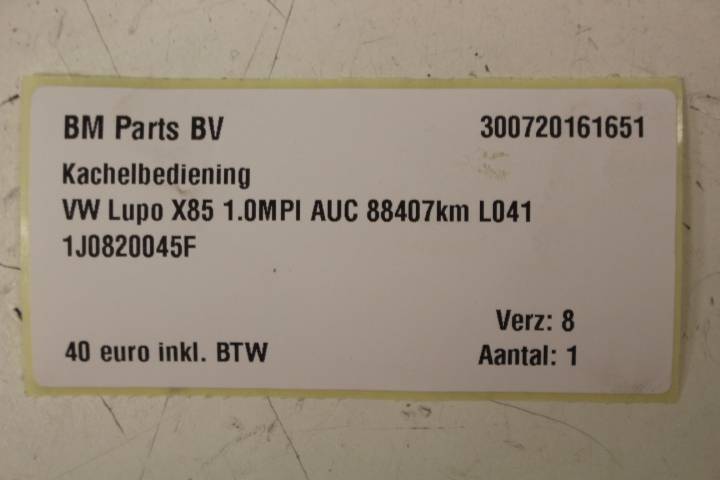 BM Parts BV 300720161651
Kachelbediening
VW Lupo X85 1.0MPI AUC 88407km L041
1J0820045F
Verz: 8
40 euro inkl. BTW Aantal: 1